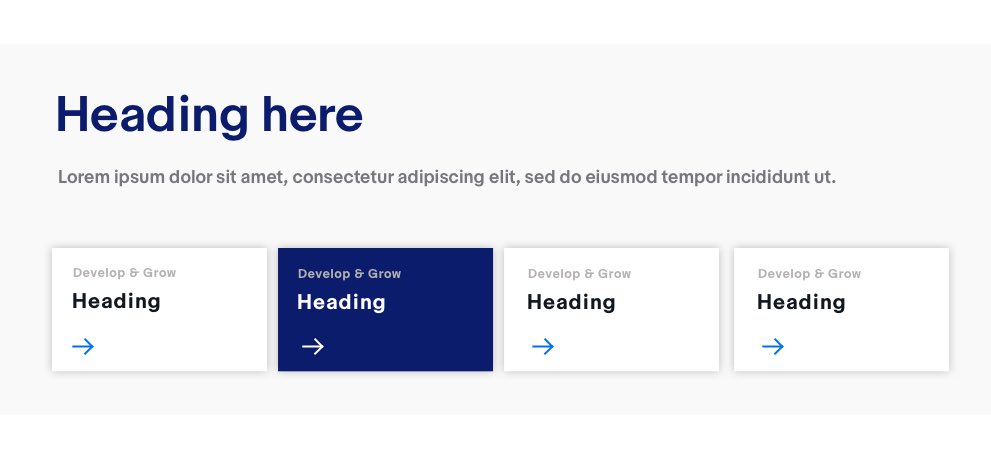 Heading here
Lorem ipsum dolor sit amet, consectetur adipiscing elit, sed do eiusmod tempor incididunt ut.
Develop & Grow
Heading
Develop & Grow
Heading
Develop & Grow
Heading
Develop & Grow
Heading